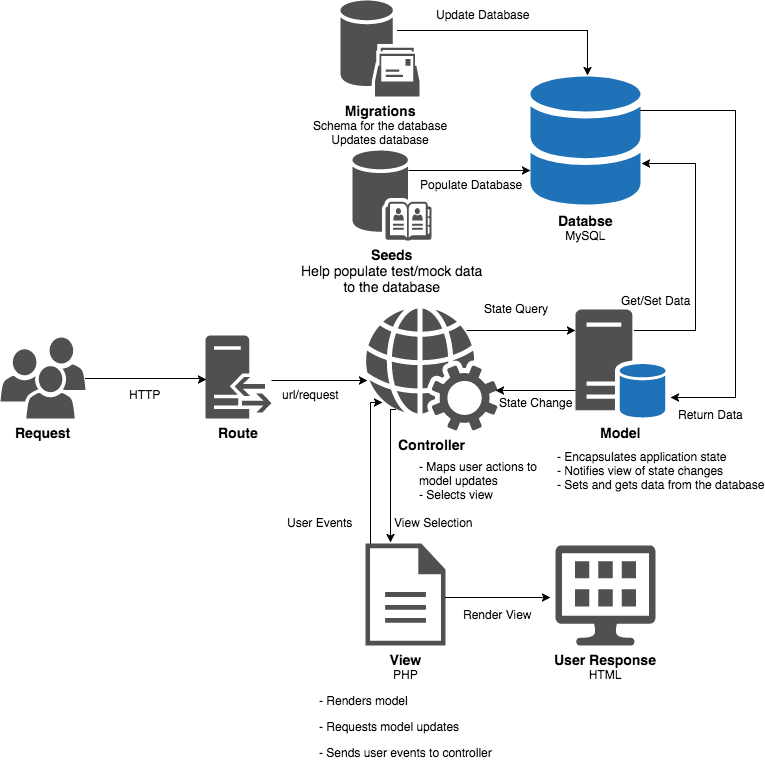 Update Database
Migrations
Schema for the database
Updates database
Populate Database
Databse
MySQL
Seeds
Help populate test/mock data
to the database
State Query
Get/Set Data
HTTP
url/request
State Change
Return Data
Request
Route
Controller
Model
- Maps user actions to
model updates
- Selects view
- Encapsulates application state
- Notifies view of state changes
- Sets and gets data from the database
User Events
View Selection
Render View
View
PHP
User Response
HTML
- Renders model
- Requests model updates
- Sends user events to controller